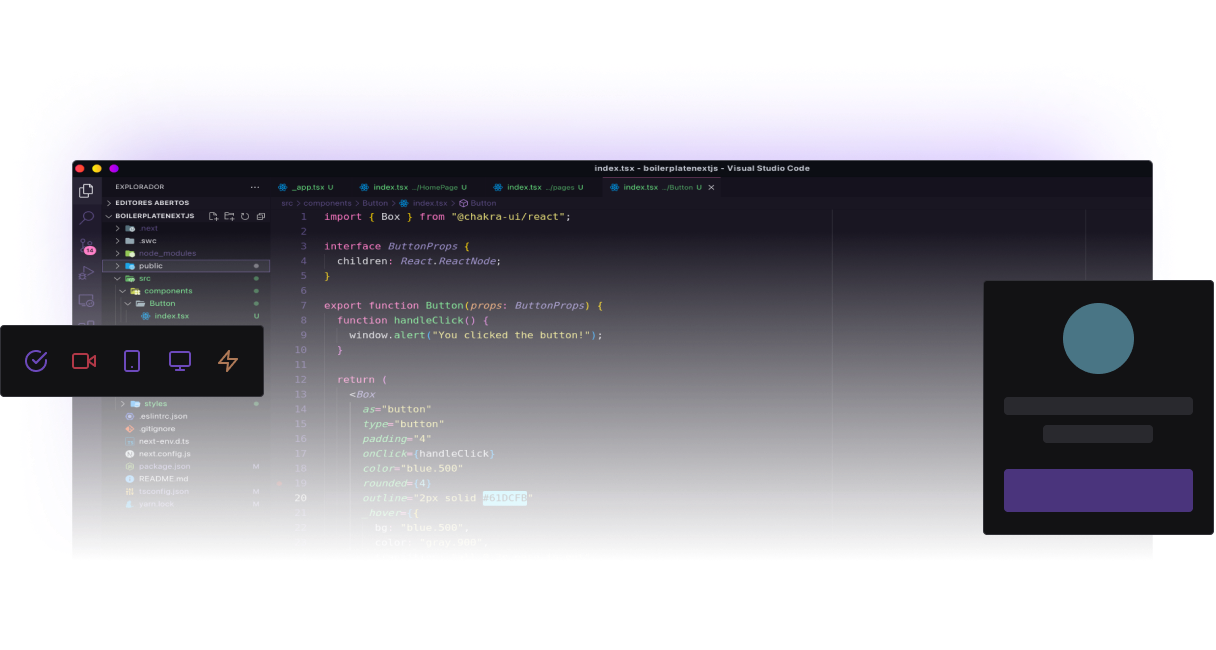 index.tsx - boilerplatenextjs - Visual Studio Code
EXPLORADOR ...
_app.tsx U index.tsx .../HomePage U index.tsx .../pages U index.tsx .../Button U
EDITORES ABERTOS
src > components > Button > index.tsx > Button
BOILERPLATENEXTJS
.next
.swc
14
node_modules
public
src
components
Button
index.tsx U
styles
.eslintrc.json
.gitignore
next-env.d.ts
next.config.js
package.json M
README.md
tsconfig.json M
yarn.lock M
1 import { Box } from "@chakra-ui/react";
2
3 interface ButtonProps {
4 children: React.ReactNode;
5 }
6
7 export function Button(props: ButtonProps) {
8 function handleClick() {
9 window.alert("You clicked the button!");
10 }
11
12 return (
13 <Box
14 as="button"
15 type="button"
16 padding="4"
17 onClick={handleClick}
18 color="blue.500"
19 rounded={4}
20 outline="2px solid #61DCFB"
_hover={{
bg: "blue.500",
color: "gray.900",